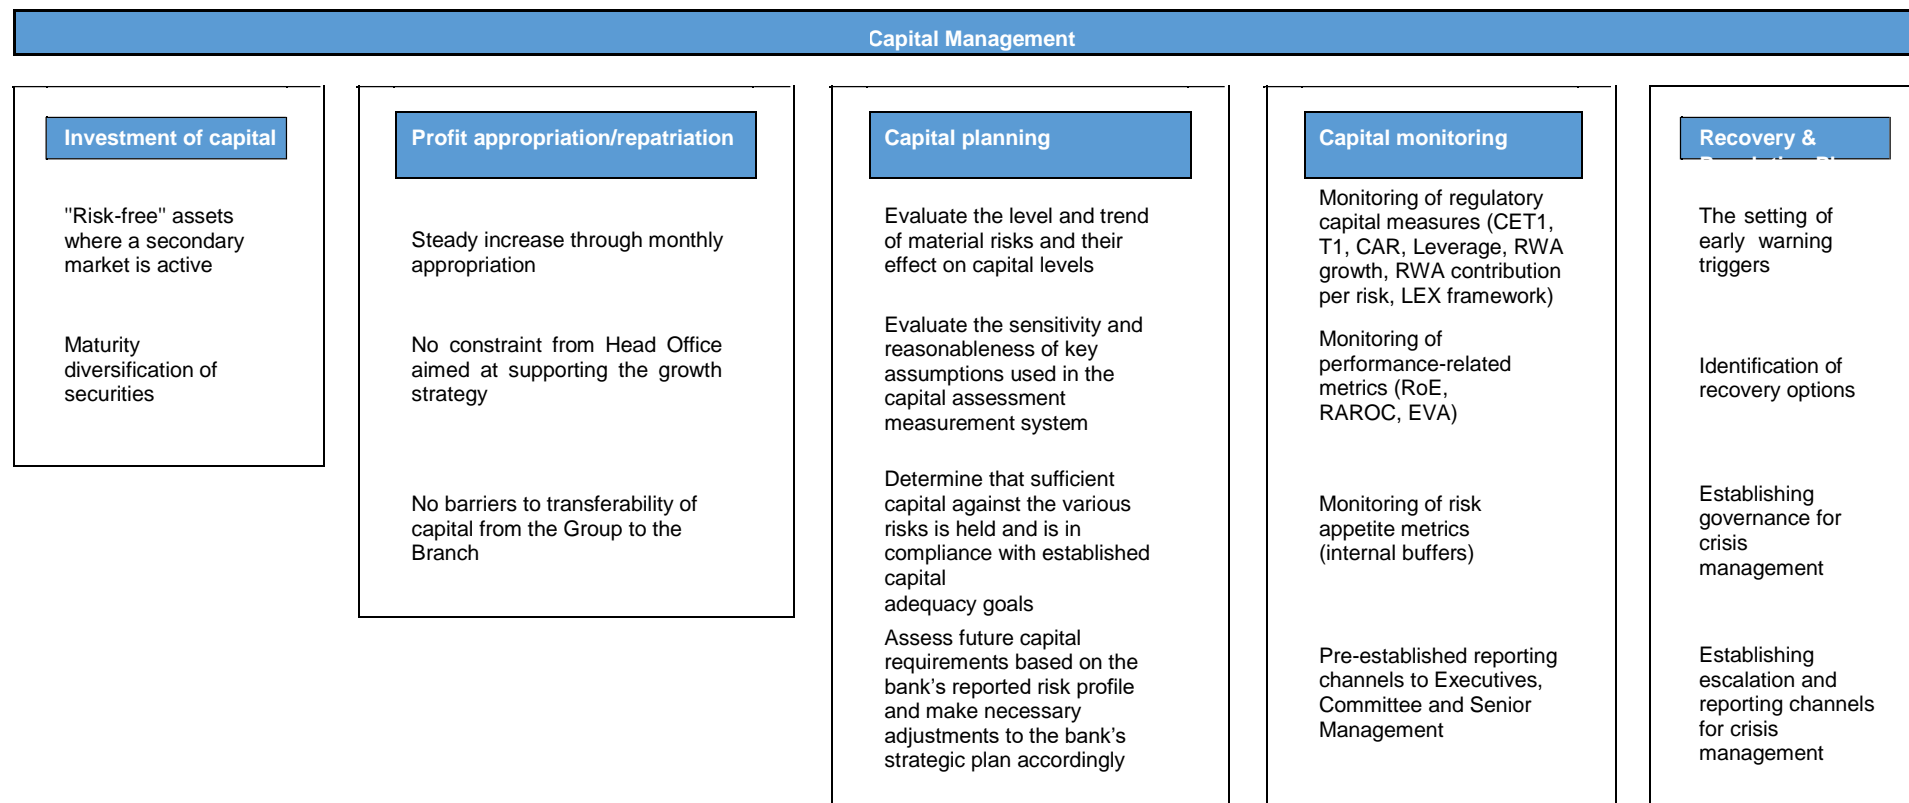 Capital Management
Investment of capital
"Risk-free" assets
where a secondary
market is active
Maturity
diversification of
securities
Profit appropriation/repatriation
Steady increase through monthly
appropriation
No constraint from Head Office
aimed at supporting the growth
strategy
No barriers to transferability of
capital from the Group to the
Branch
Capital planning
Evaluate the level and trend
of material risks and their
effect on capital levels
Evaluate the sensitivity and
reasonableness of key
assumptions used in the
capital assessment
measurement system
Determine that sufficient
capital against the various
risks is held and is in
compliance with established
capital
adequacy goals
Assess future capital
requirements based on the
bank’s reported risk profile
and make necessary
adjustments to the bank’s
strategic plan accordingly
Capital monitoring
Monitoring of regulatory
capital measures (CET1,
T1, CAR, Leverage, RWA
growth, RWA contribution
per risk, LEX framework)
Monitoring of
performance-related
metrics (RoE,
RAROC, EVA)
Monitoring of risk
appetite metrics
(internal buffers)
Pre-established reporting
channels to Executives,
Committee and Senior
Management
Recovery &
The setting of
early warning
triggers
Identification of
recovery options
Establishing
governance for
crisis
management
Establishing
escalation and
reporting channels
for crisis
management